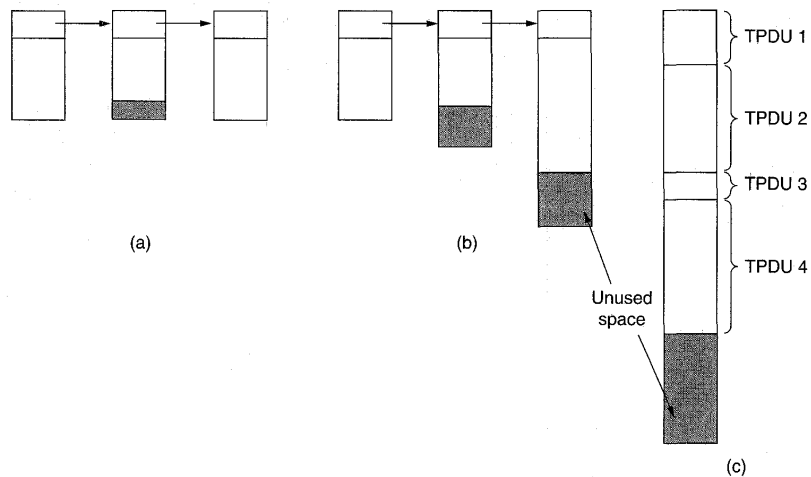 TPDU 1
TPDU 2
TPDU 3
TPDU 4
(a)
(b)
Unused
space
(c)